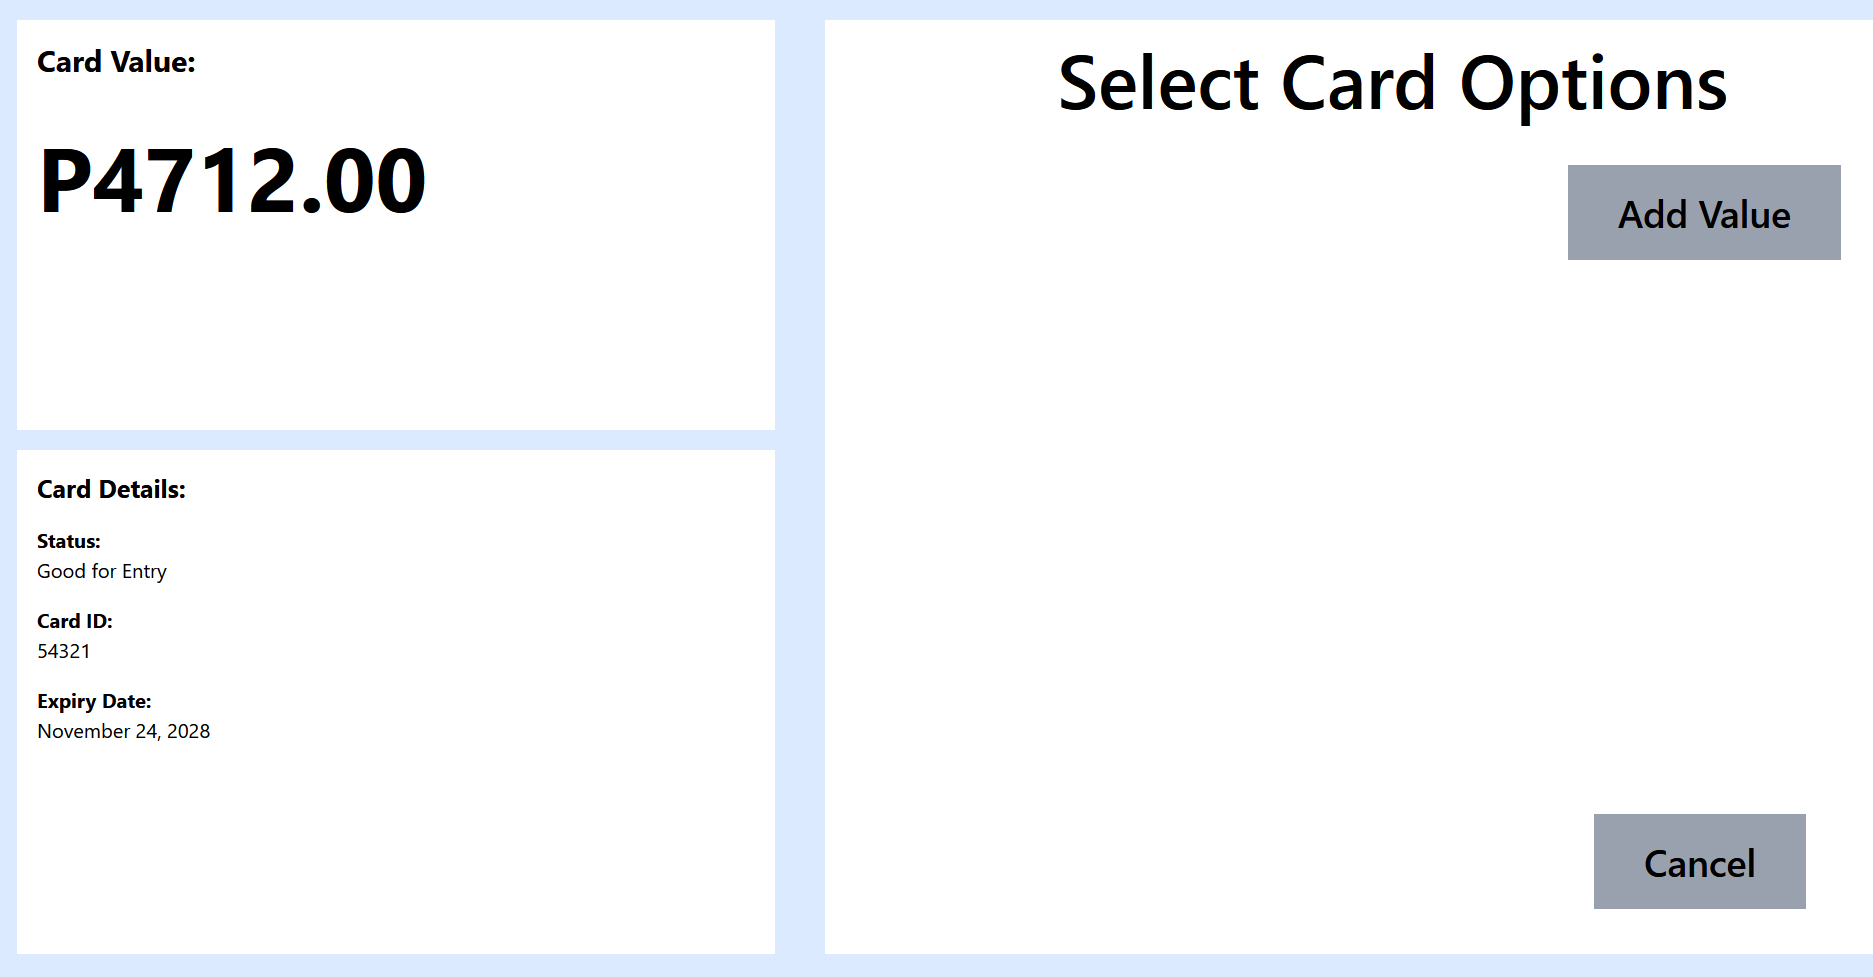 Card Value:
P4712.00
Card Details:
Status:
Good for Entry
Card ID:
54321
Expiry Date:
November 24, 2028
Select Card Options
Add Value
Cancel